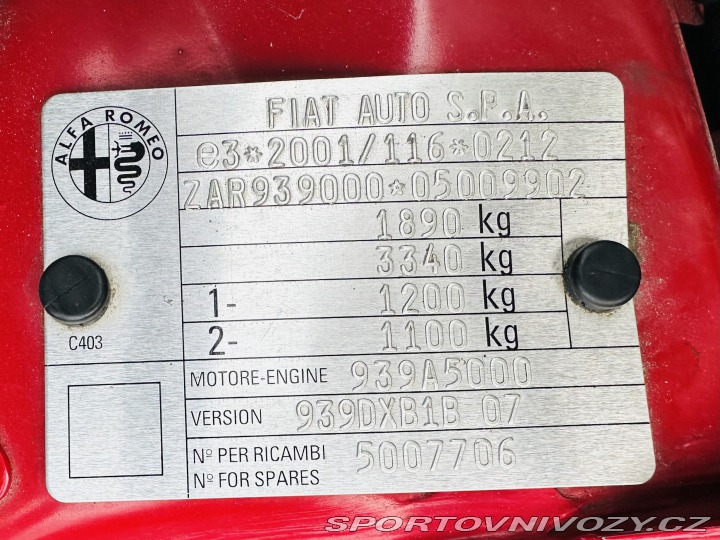 FIAT AUTO S.P.A.
ALFA ROMEO
e3*2001/116*0212
ZAR939000*05009902
1890 kg
3340 kg
1- 1200 kg
2- 1100 kg
C403
MOTORE-ENGINE 939A5000
VERSION 939DXB1B 07
Nº PER RICAMBI 5007706
Nº FOR SPARES
SPORTOVNIVOZY.CZ